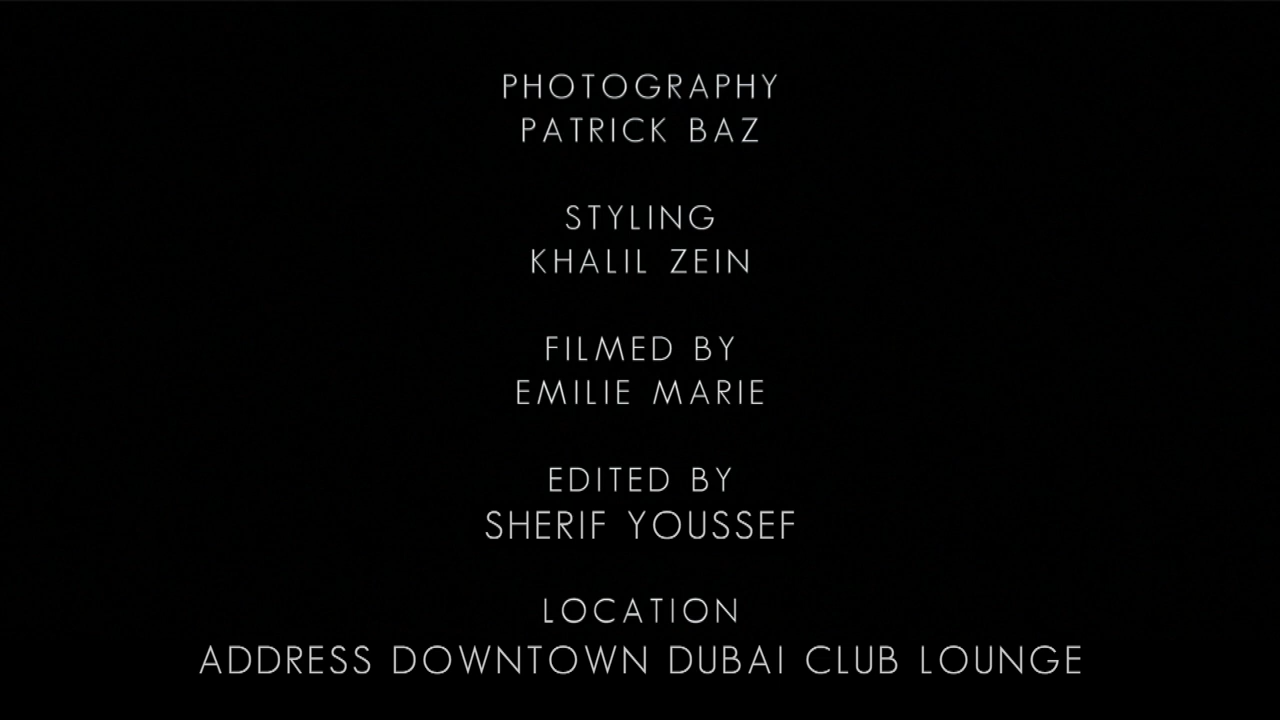 PHOTOGRAPHY
PATRICK BAZ
STYLING
KHALIL ZEIN
FILMED BY
EMILIE MARIE
EDITED BY
SHERIF YOUSSEF
LOCATION
ADDRESS DOWNTOWN DUBAI CLUB LOUNGE